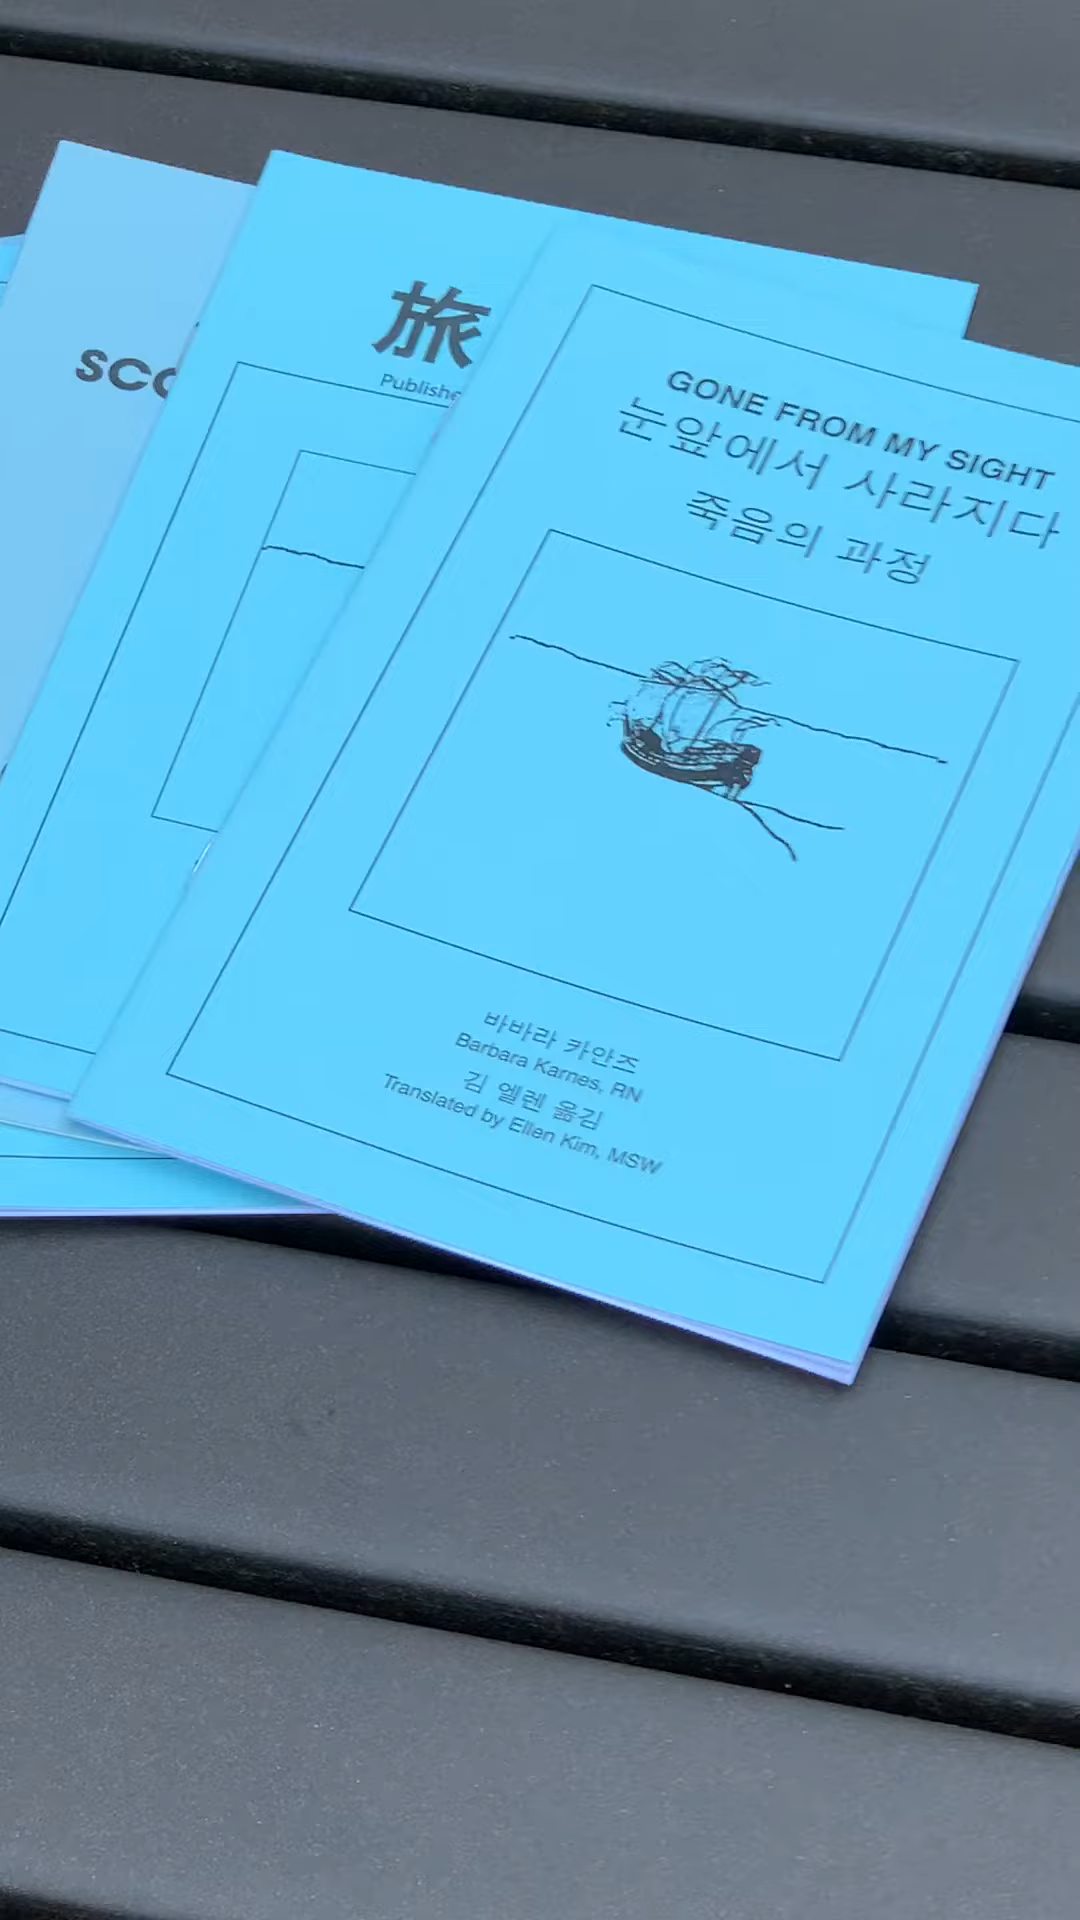 SCO
旅
Publishe
GONE FROM MY SIGHT
눈앞에서 사라지다
죽음의 과정
바바라 카안즈
Barbara Karnes, RN
김 엘렌 옮김
Translated by Ellen Kim, MSW